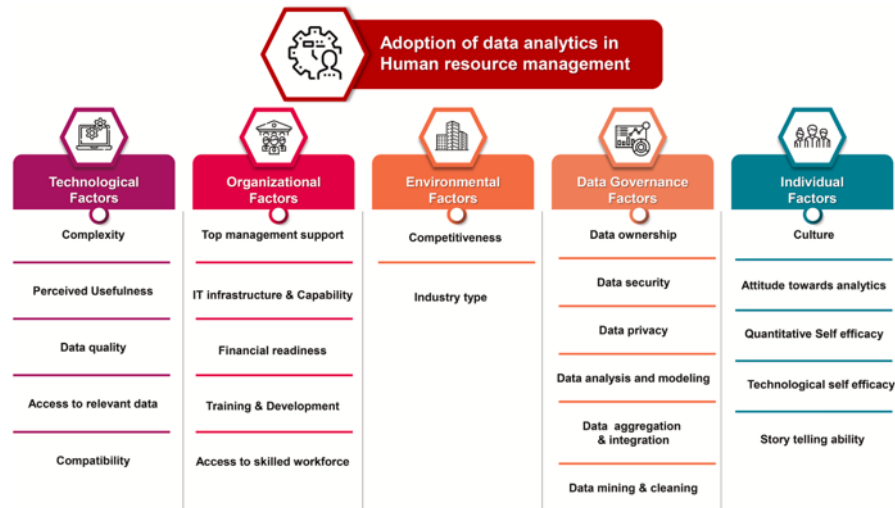 Adoption of data analytics in
Human resource management
Technological
Factors
Complexity
Perceived Usefulness
Data quality
Access to relevant data
Compatibility
Organizational
Factors
Top management support
IT infrastructure & Capability
Financial readiness
Training & Development
Access to skilled workforce
Environmental
Factors
Competitiveness
Industry type
Data Governance
Factors
Data ownership
Data security
Data privacy
Data analysis and modeling
Data aggregation
& integration
Data mining & cleaning
Individual
Factors
Culture
Attitude towards analytics
Quantitative Self efficacy
Technological self efficacy
Story telling ability